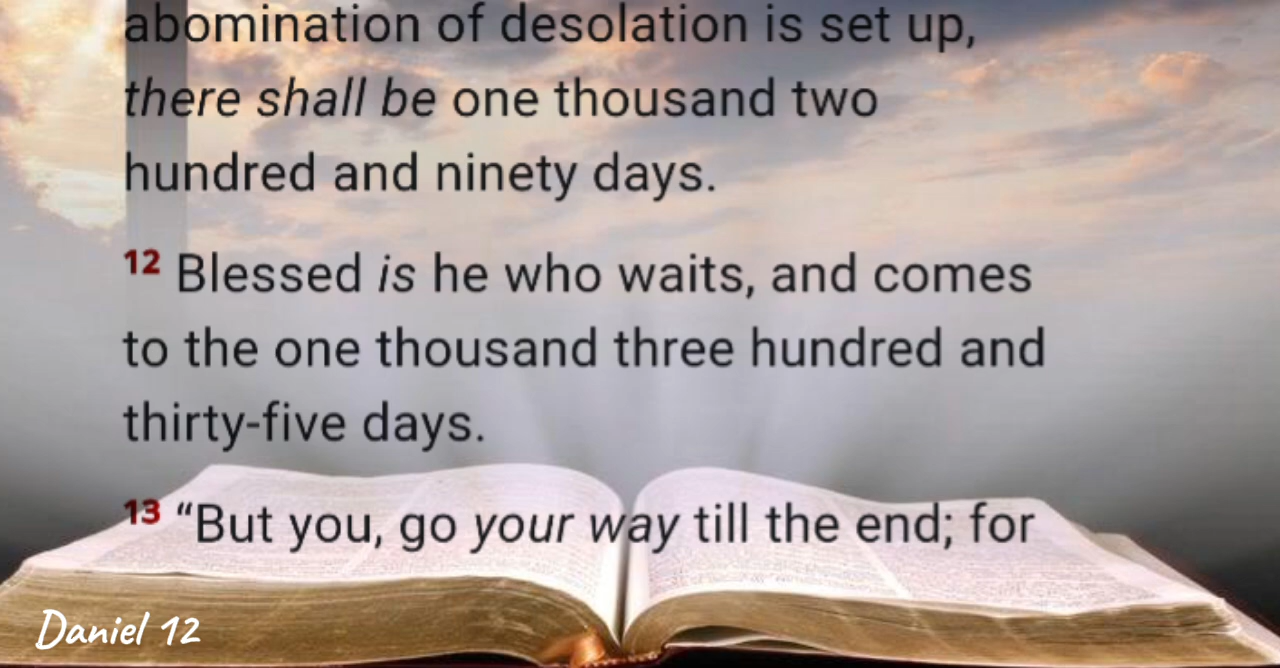 abomination of desolation is set up,
there shall be one thousand two
hundred and ninety days.
12 Blessed is he who waits, and comes
to the one thousand three hundred and
thirty-five days.
13 “But you, go your way till the end; for
Daniel 12